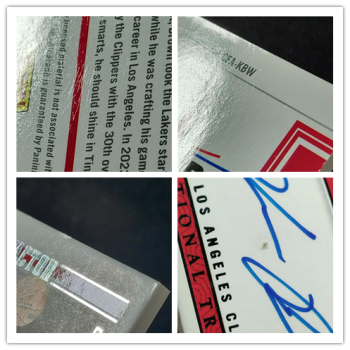 Brown took the Lakers star
while he was crafting his gam
career in Los Angeles. In 202
y the Clippers with the 30th ov
smarts, he should shine in Tin
licensed material is not associated wit
is guaranteed by Panini
CFA-KBW
LOS ANGELES CL
TIONAL TR